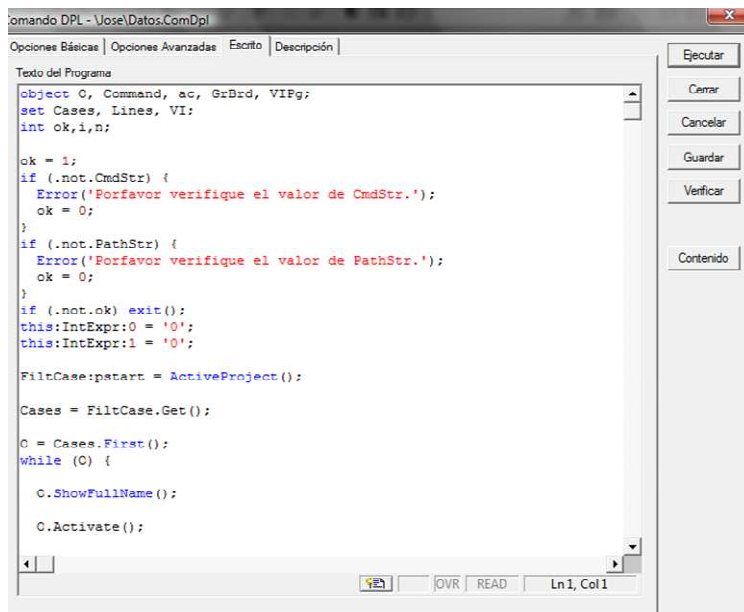 Comando DPL - \Jose\Datos.ComDpl
Opciones Básicas
Opciones Avanzadas
Escrito
Descripción
Texto del Programa
object C, Command, ac, GrBrd, VIPg;
set Cases, Lines, VI;
int ok,i,n;
ok = 1;
if (.not.CmdStr) {
Error('Porfavor verifique el valor de CmdStr.');
ok = 0;
}
if (.not.PathStr) {
Error('Porfavor verifique el valor de PathStr.');
ok = 0;
}
if (.not.ok) exit();
this:IntExpr:0 = '0';
this:IntExpr:1 = '0';
FiltCase:pstart = ActiveProject();
Cases = FiltCase.Get();
C = Cases.First();
while (C) {
C.ShowFullName();
C.Activate();
OVR
READ
Ln 1, Col 1
Ejecutar
Cerrar
Cancelar
Guardar
Verificar
Contenido